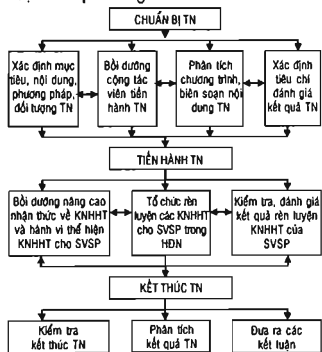 CHUẨN BỊ TN
Xác định mục
tiêu, nội dung,
phương pháp,
đối tượng TN
Bồi dưỡng
cộng tác
viên tiến
hành TN
Phân tích
chương trình,
biên soạn nội
dung TN
Xác định
tiêu chí
đánh giá
kết quả TN
TIẾN HÀNH TN
Bồi dưỡng nâng cao
nhận thức về KNHHT
và hành vi thể hiện
KNHHT cho SVSP
Tổ chức rèn
luyện các KNHHT
cho SVSP trong
HĐN
Kiểm tra, đánh giá
kết quả rèn luyện
KNHHT của
SVSP
KẾT THÚC TN
Kiểm tra
kết thúc TN
Phân tích
kết quả TN
Đưa ra các
kết luận